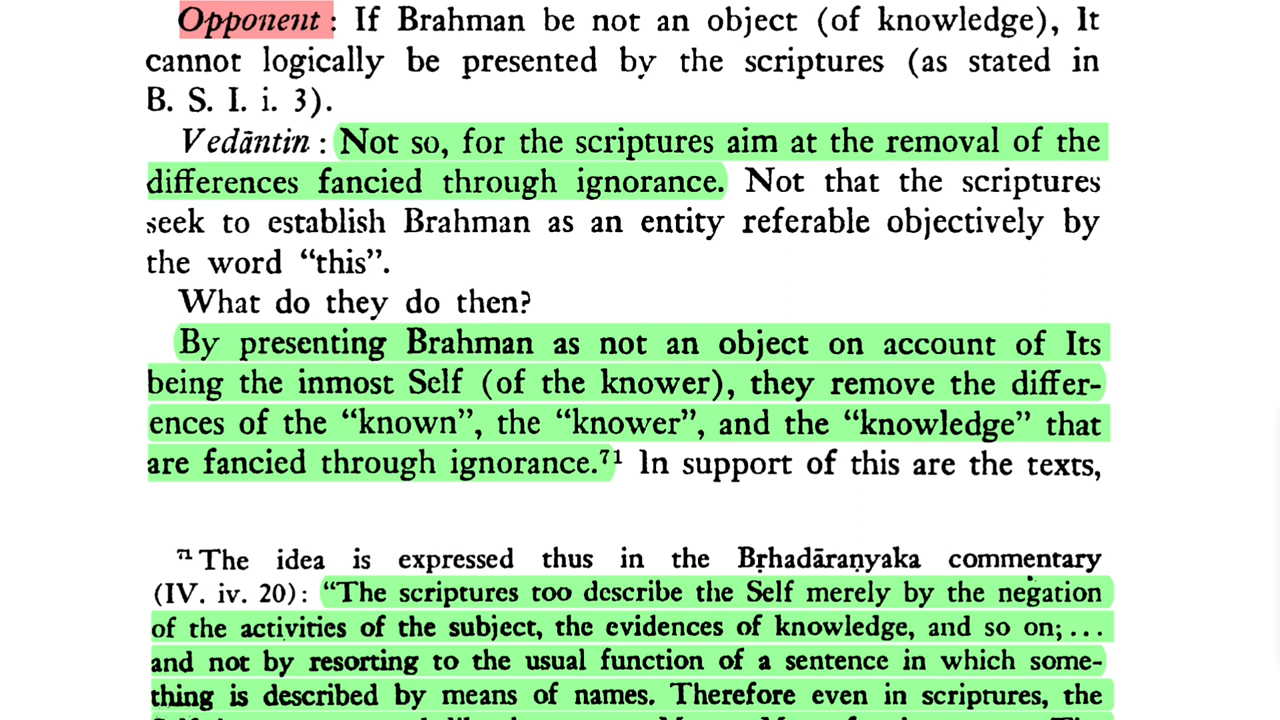 Opponent : If Brahman be not an object (of knowledge), It
cannot logically be presented by the scriptures (as stated in
B. S. I. i. 3).
Vedāntin : Not so, for the scriptures aim at the removal of the
differences fancied through ignorance. Not that the scriptures
seek to establish Brahman as an entity referable objectively by
the word “this”.
What do they do then?
By presenting Brahman as not an object on account of Its
being the inmost Self (of the knower), they remove the differ-
ences of the “known”, the “knower”, and the “knowledge” that
are fancied through ignorance.⁷¹ In support of this are the texts,
⁷¹ The idea is expressed thus in the Bṛhadāraṇyaka commentary
(IV. iv. 20): “The scriptures too describe the Self merely by the negation
of the activities of the subject, the evidences of knowledge, and so on;...
and not by resorting to the usual function of a sentence in which some-
thing is described by means of names. Therefore even in scriptures, the